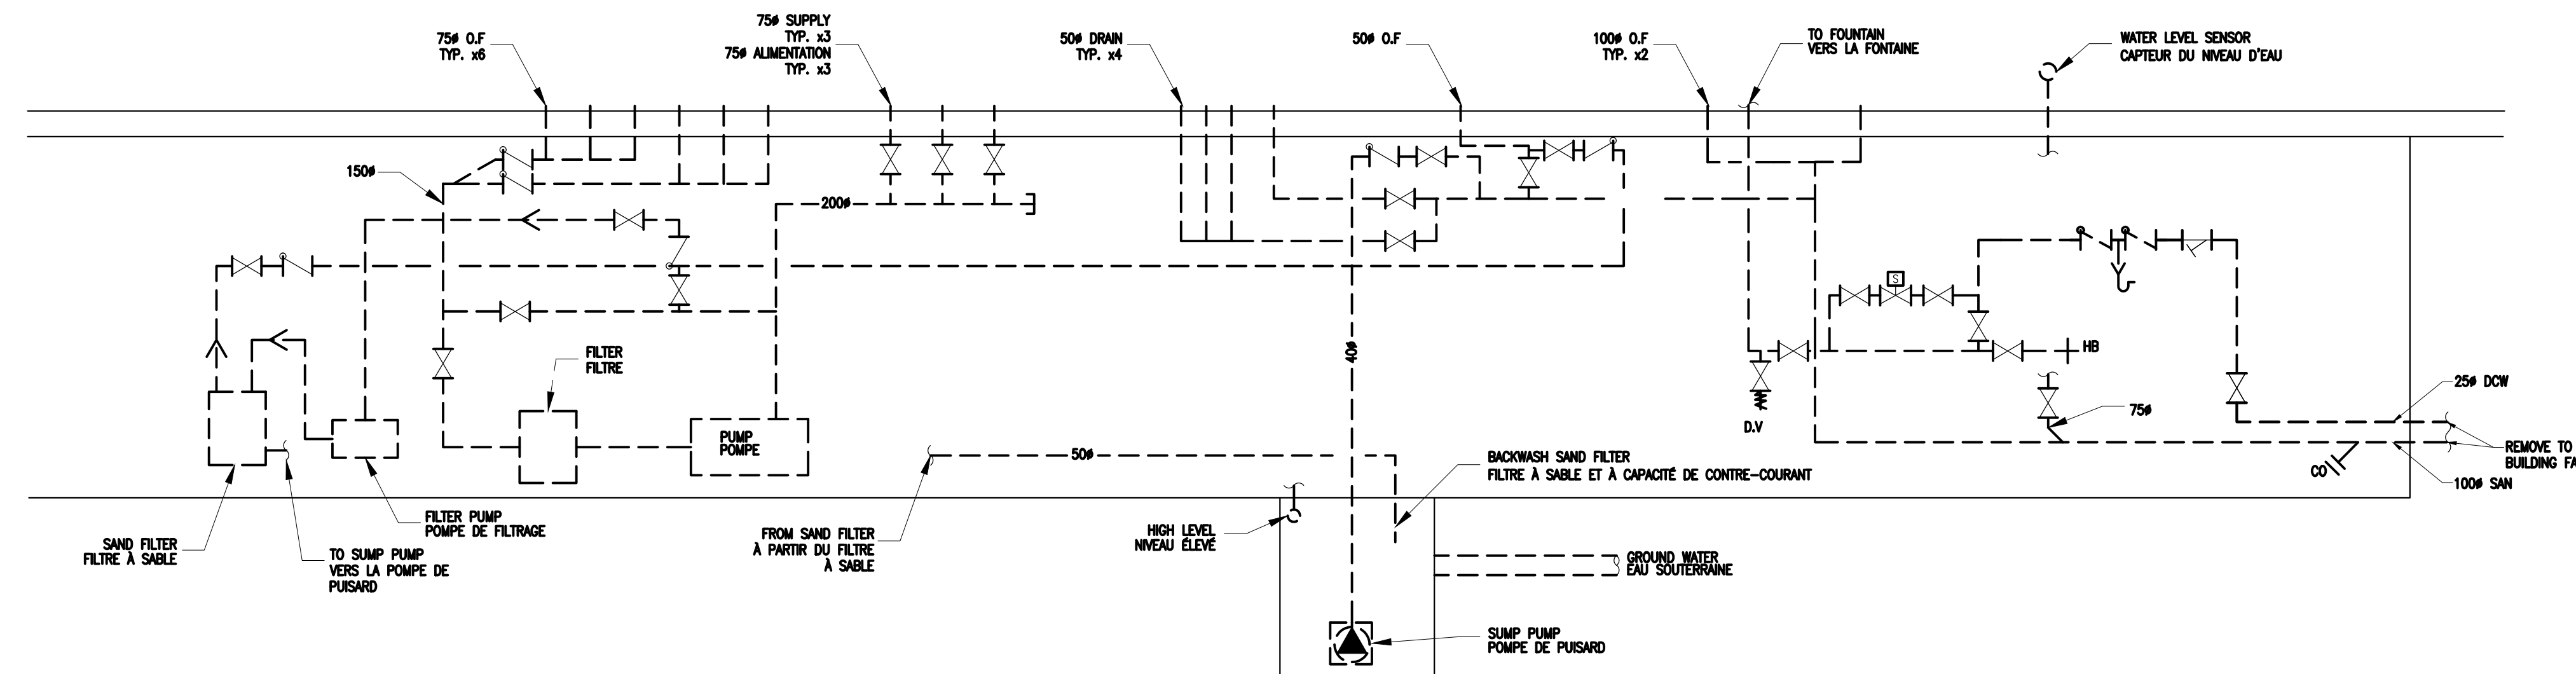 75ø O.F
TYP. x6
75ø SUPPLY
TYP. x3
75ø ALIMENTATION
TYP. x3
50ø DRAIN
TYP. x4
50ø O.F
100ø O.F
TYP. x2
TO FOUNTAIN
VERS LA FONTAINE
WATER LEVEL SENSOR
CAPTEUR DU NIVEAU D'EAU
150ø
200ø
S
HB
40ø
FILTER
FILTRE
25ø DCW
75ø
D.V
PUMP
POMPE
50ø
BACKWASH SAND FILTER
FILTRE À SABLE ET À CAPACITÉ DE CONTRE-COURANT
REMOVE TO
BUILDING FA
CO
100ø SAN
FILTER PUMP
POMPE DE FILTRAGE
SAND FILTER
FILTRE À SABLE
TO SUMP PUMP
VERS LA POMPE DE
PUISARD
FROM SAND FILTER
À PARTIR DU FILTRE
À SABLE
HIGH LEVEL
NIVEAU ÉLEVÉ
GROUND WATER
EAU SOUTERRAINE
SUMP PUMP
POMPE DE PUISARD